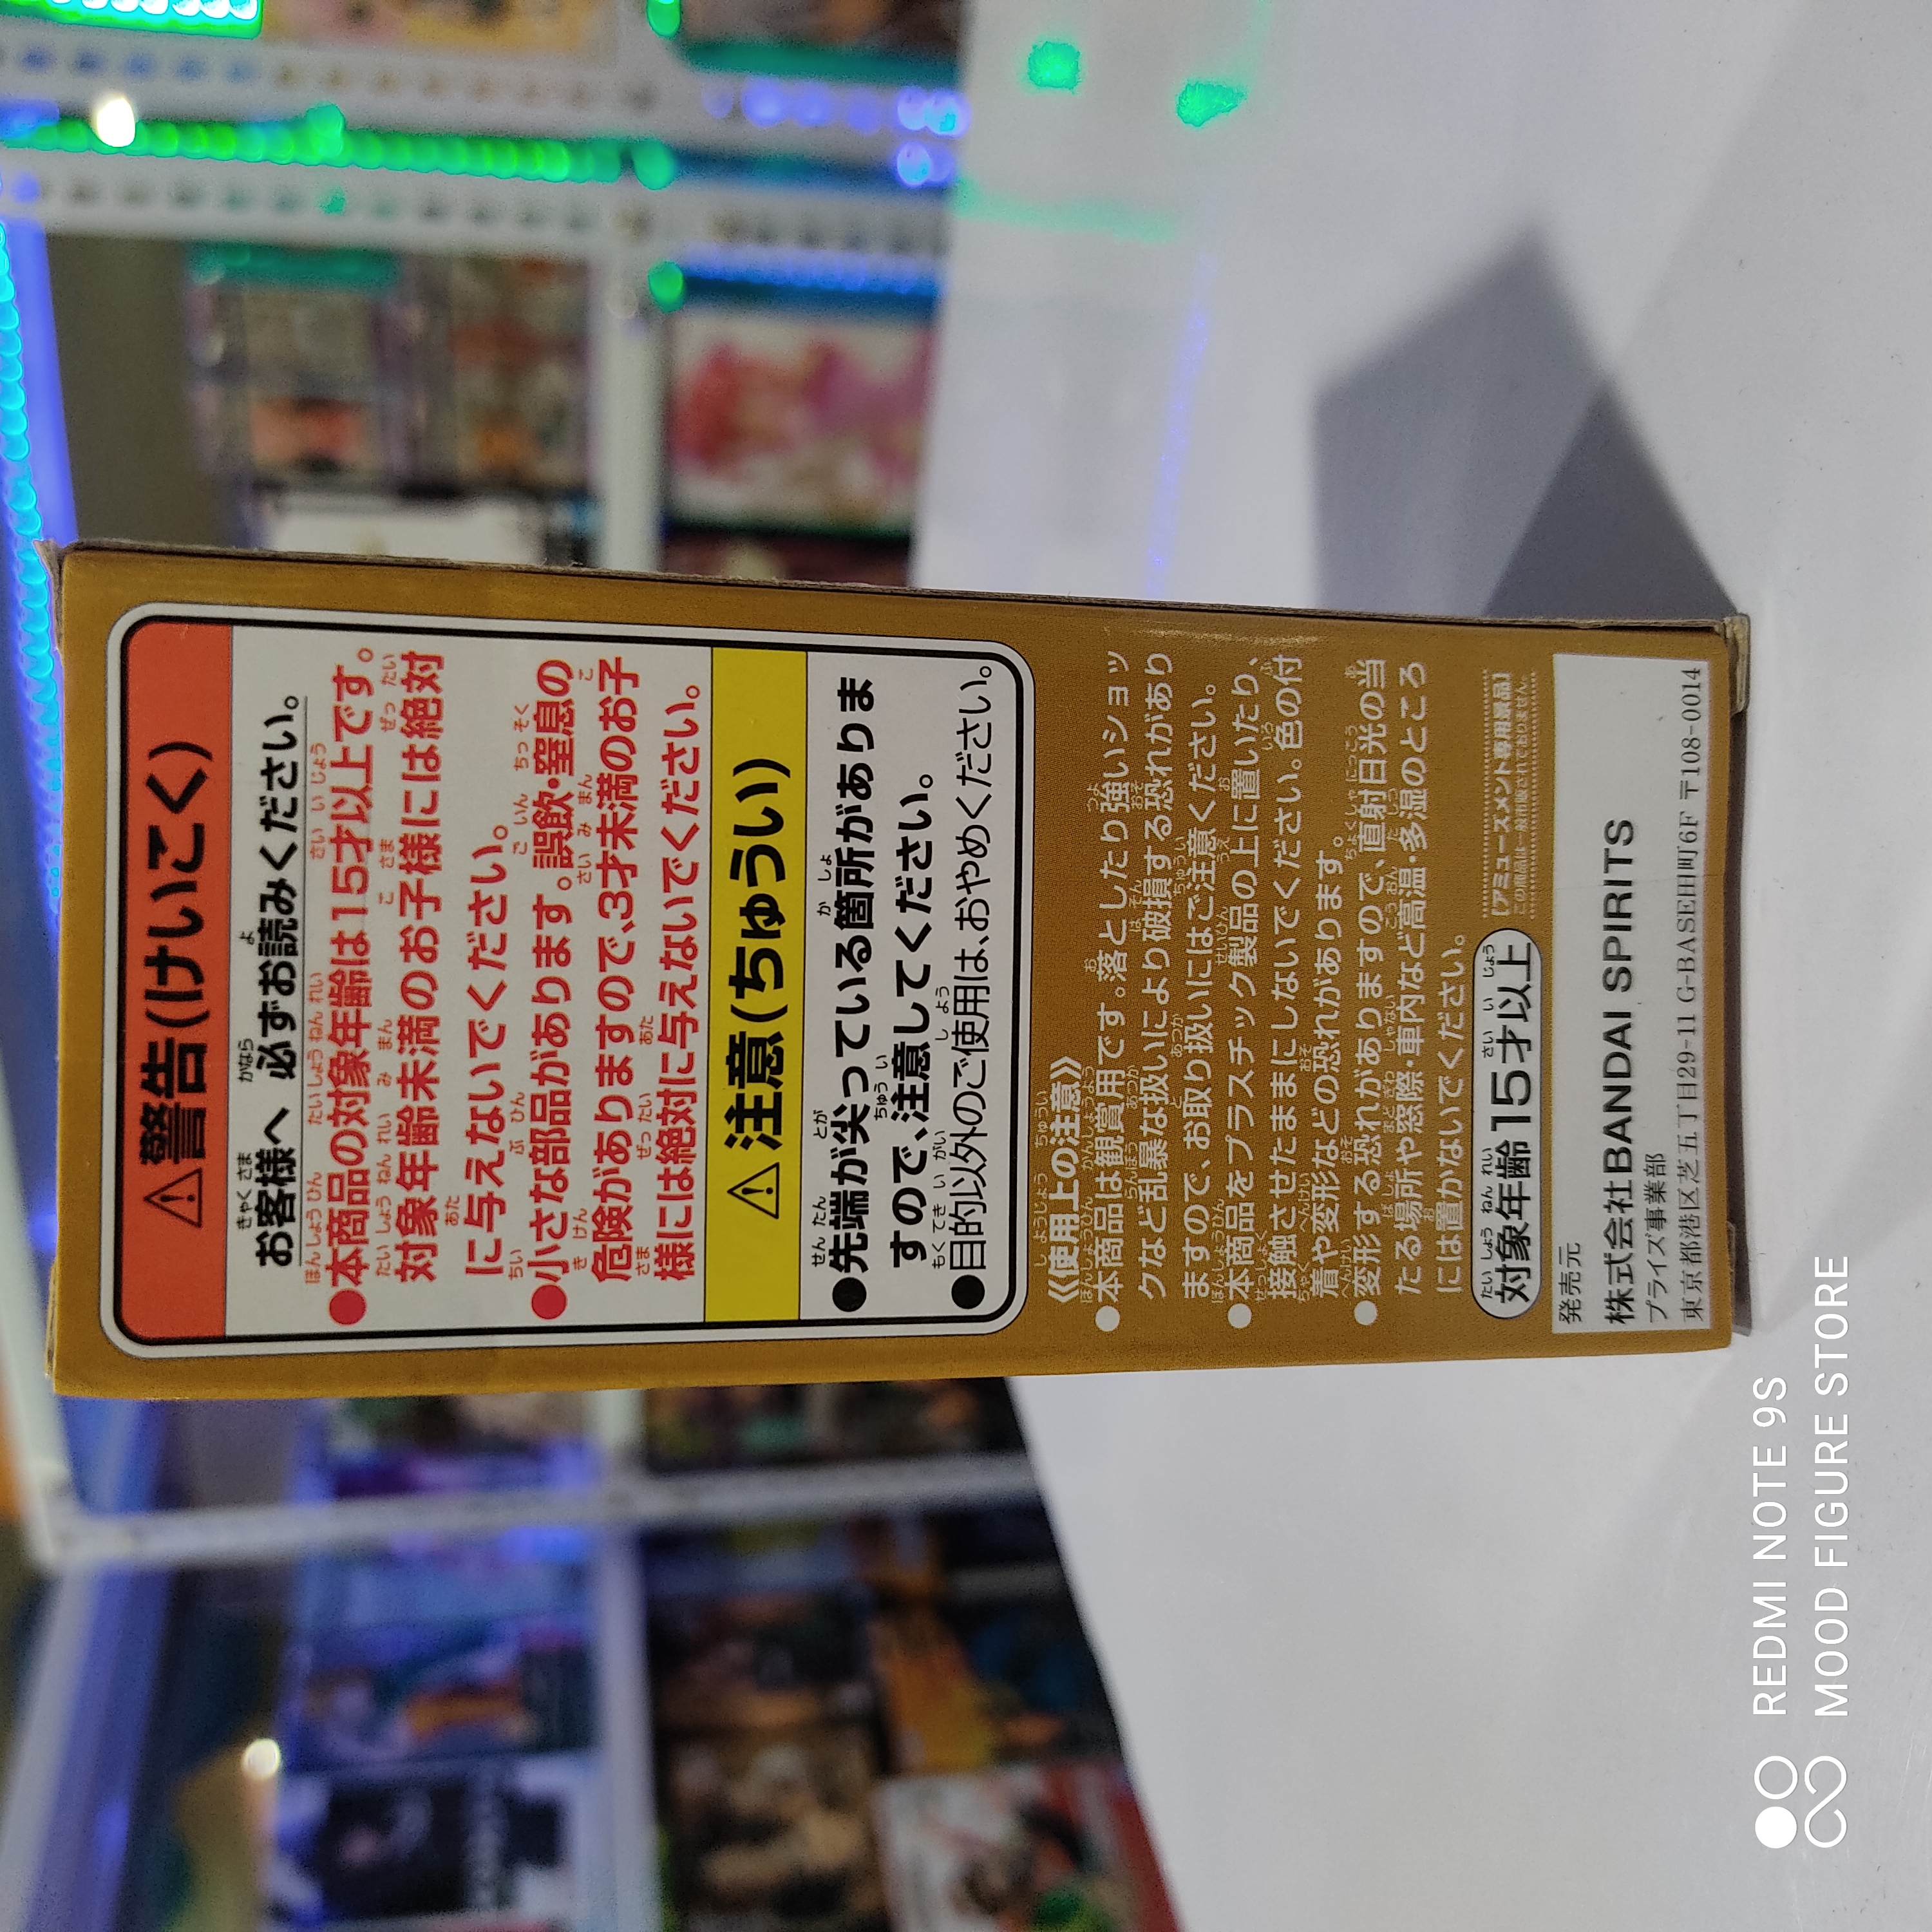 ⚠警告(けいこく)
お客様へ 必ずお読みください。
●本商品の対象年齢は15才以上です。
対象年齢未満のお子様には絶対
に与えないでください。
●小さな部品があります。誤飲・窒息の
危険がありますので、3才未満のお子
様には絶対に与えないでください。
⚠注意(ちゅうい)
●先端が尖っている箇所がありま
すので、注意してください。
●目的以外のご使用は、おやめください。
《使用上の注意》
●本商品は観賞用です。落としたり強いショッ
クなど乱暴な扱いにより破損する恐れがあり
ますので、お取り扱いにはご注意ください。
●本商品をプラスチック製品の上に置いたり、
接触させたままにしないでください。色の付
着や変形などの恐れがあります。
●変形する恐れがありますので、直射日光の当
たる場所や窓際・車内など高温・多湿のところ
には置かないでください。
対象年齢15才以上
【アミューズメント専用景品】
この商品は一般市販されておりません。
発売元
株式会社BANDAI SPIRITS
プライズ事業部
東京都港区芝五丁目29-11 G-BASE田町6F 〒108-0014
REDMI NOTE 9S
MOOD FIGURE STORE